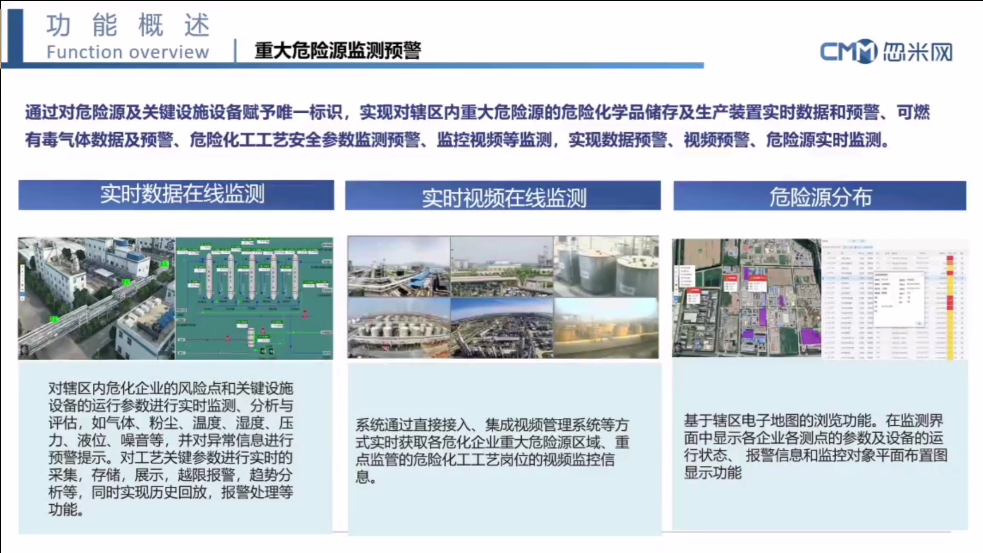 功能概述
Function overview
重大危险源监测预警
CMM 忽米网
通过对危险源及关键设施设备赋予唯一标识，实现对辖区内重大危险源的危险化学品储存及生产装置实时数据和预警、可燃
有毒气体数据及预警、危险化工工艺安全参数监测预警、监控视频等监测，实现数据预警、视频预警、危险源实时监测。
实时数据在线监测
实时视频在线监测
危险源分布
对辖区内危化企业的风险点和关键设施
设备的运行参数进行实时监测、分析与
评估，如气体、粉尘、温度、湿度、压
力、液位、噪音等，并对异常信息进行
预警提示。对工艺关键参数进行实时的
采集，存储，展示，越限报警，趋势分
析等，同时实现历史回放，报警处理等
功能。
系统通过直接接入、集成视频管理系统等方
式实时获取各危化企业重大危险源区域、重
点监管的危险化工工艺岗位的视频监控信
息。
基于辖区电子地图的浏览功能。在监测界
面中显示各企业各测点的参数及设备的运
行状态、 报警信息和监控对象平面布置图
显示功能